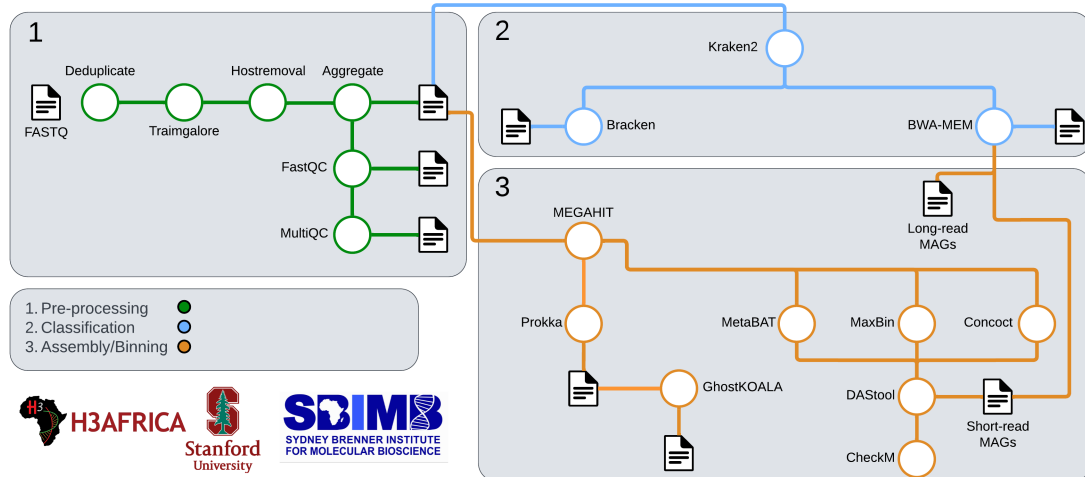 1
Deduplicate
Hostremoval
Aggregate
FASTQ
Traimgalore
FastQC
MultiQC
2
Kraken2
Bracken
BWA-MEM
3
MEGAHIT
Long-read
MAGs
Prokka
MetaBAT
MaxBin
Concoct
GhostKOALA
DAStool
Short-read
MAGs
CheckM
1. Pre-processing
2. Classification
3. Assembly/Binning
H3
H3AFRICA
S
Stanford
University
SBIMB
SYDNEY BRENNER INSTITUTE
FOR MOLECULAR BIOSCIENCE